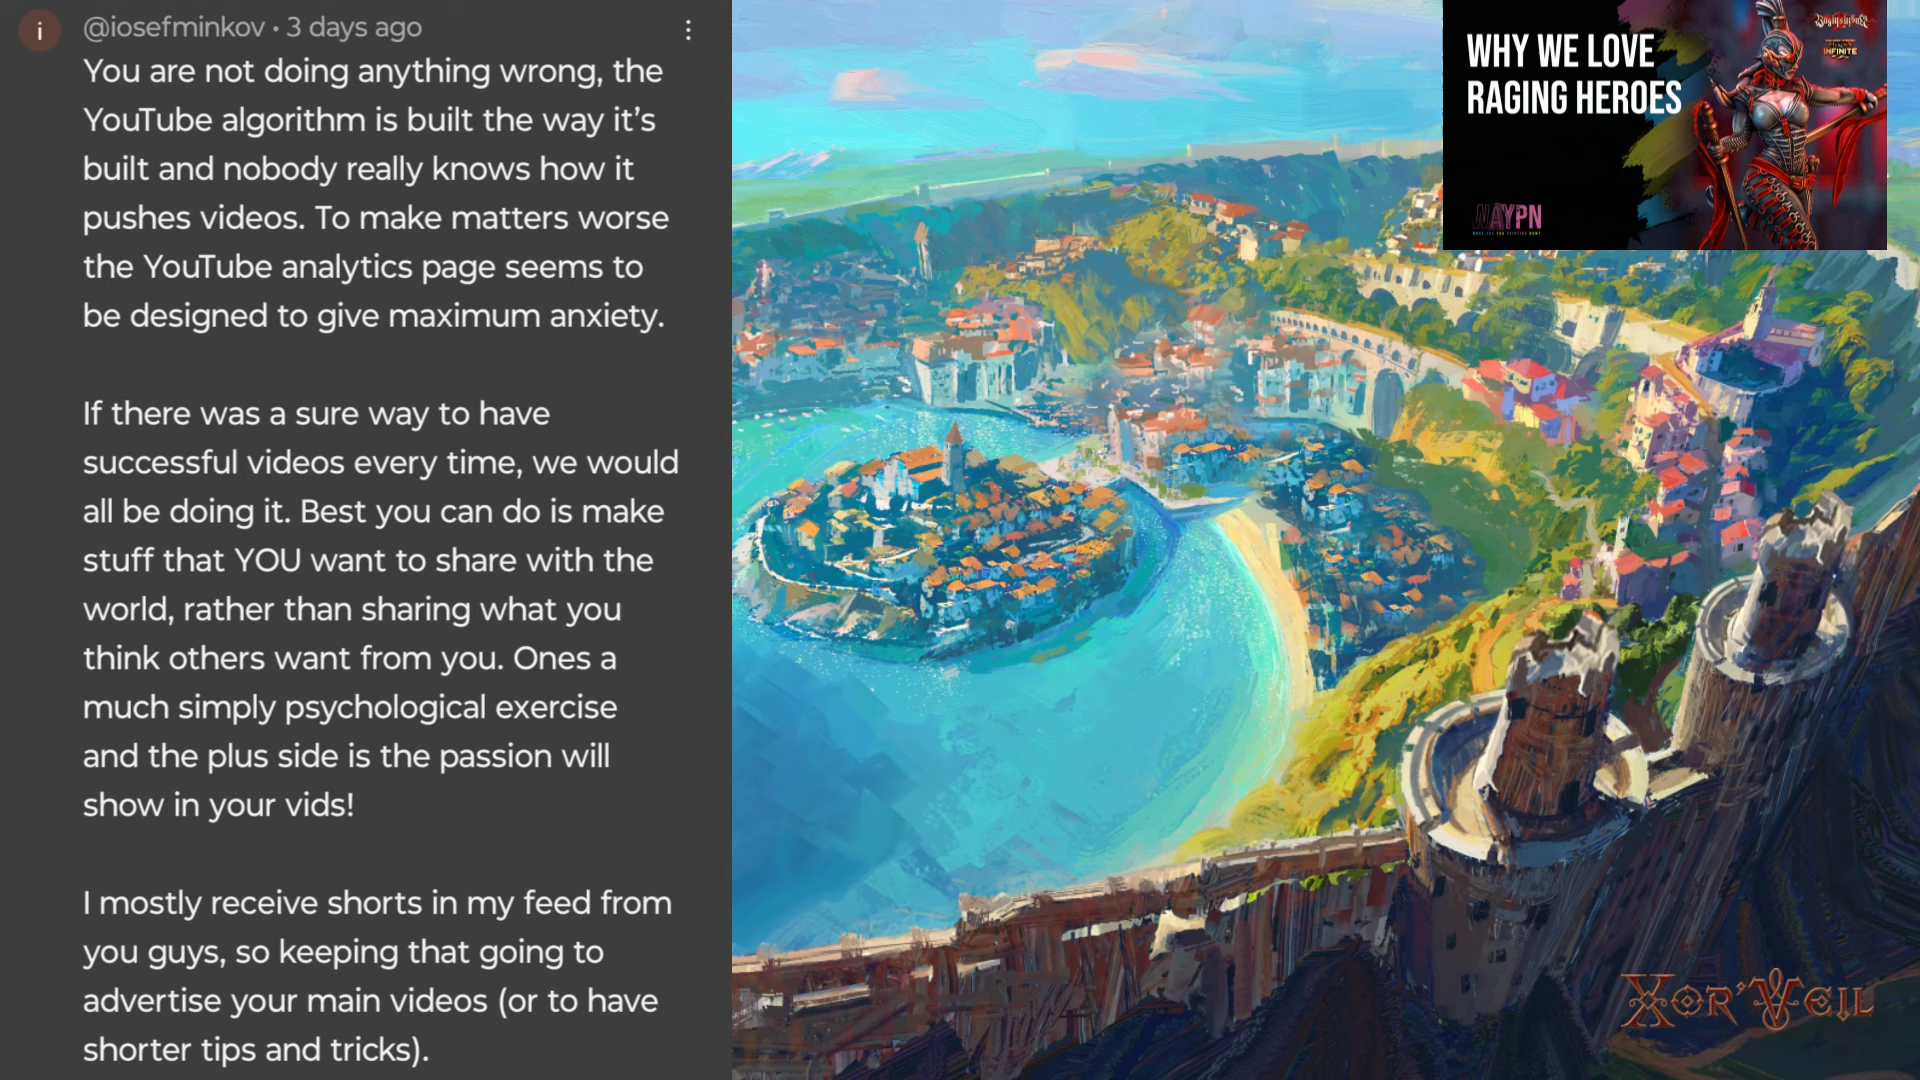 @iosefminkov • 3 days ago
You are not doing anything wrong, the
YouTube algorithm is built the way it’s
built and nobody really knows how it
pushes videos. To make matters worse
the YouTube analytics page seems to
be designed to give maximum anxiety.
If there was a sure way to have
successful videos every time, we would
all be doing it. Best you can do is make
stuff that YOU want to share with the
world, rather than sharing what you
think others want from you. Ones a
much simply psychological exercise
and the plus side is the passion will
show in your vids!
I mostly receive shorts in my feed from
you guys, so keeping that going to
advertise your main videos (or to have
shorter tips and tricks).
WHY WE LOVE
RAGING HEROES
INFINITE
WAYPN
WHAT ARE YOU PAINTING NOW?
XOR'VEIL